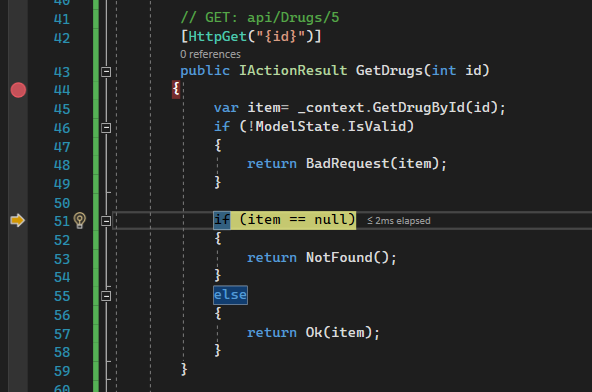 40
41 // GET: api/Drugs/5
42 [HttpGet("{id}")]
0 references
43 public IActionResult GetDrugs(int id)
44 {
45 var item= _context.GetDrugById(id);
46 if (!ModelState.IsValid)
47 {
48 return BadRequest(item);
49 }
50
51 if (item == null) ≤ 2ms elapsed
52 {
53 return NotFound();
54 }
55 else
56 {
57 return Ok(item);
58 }
59 }
60